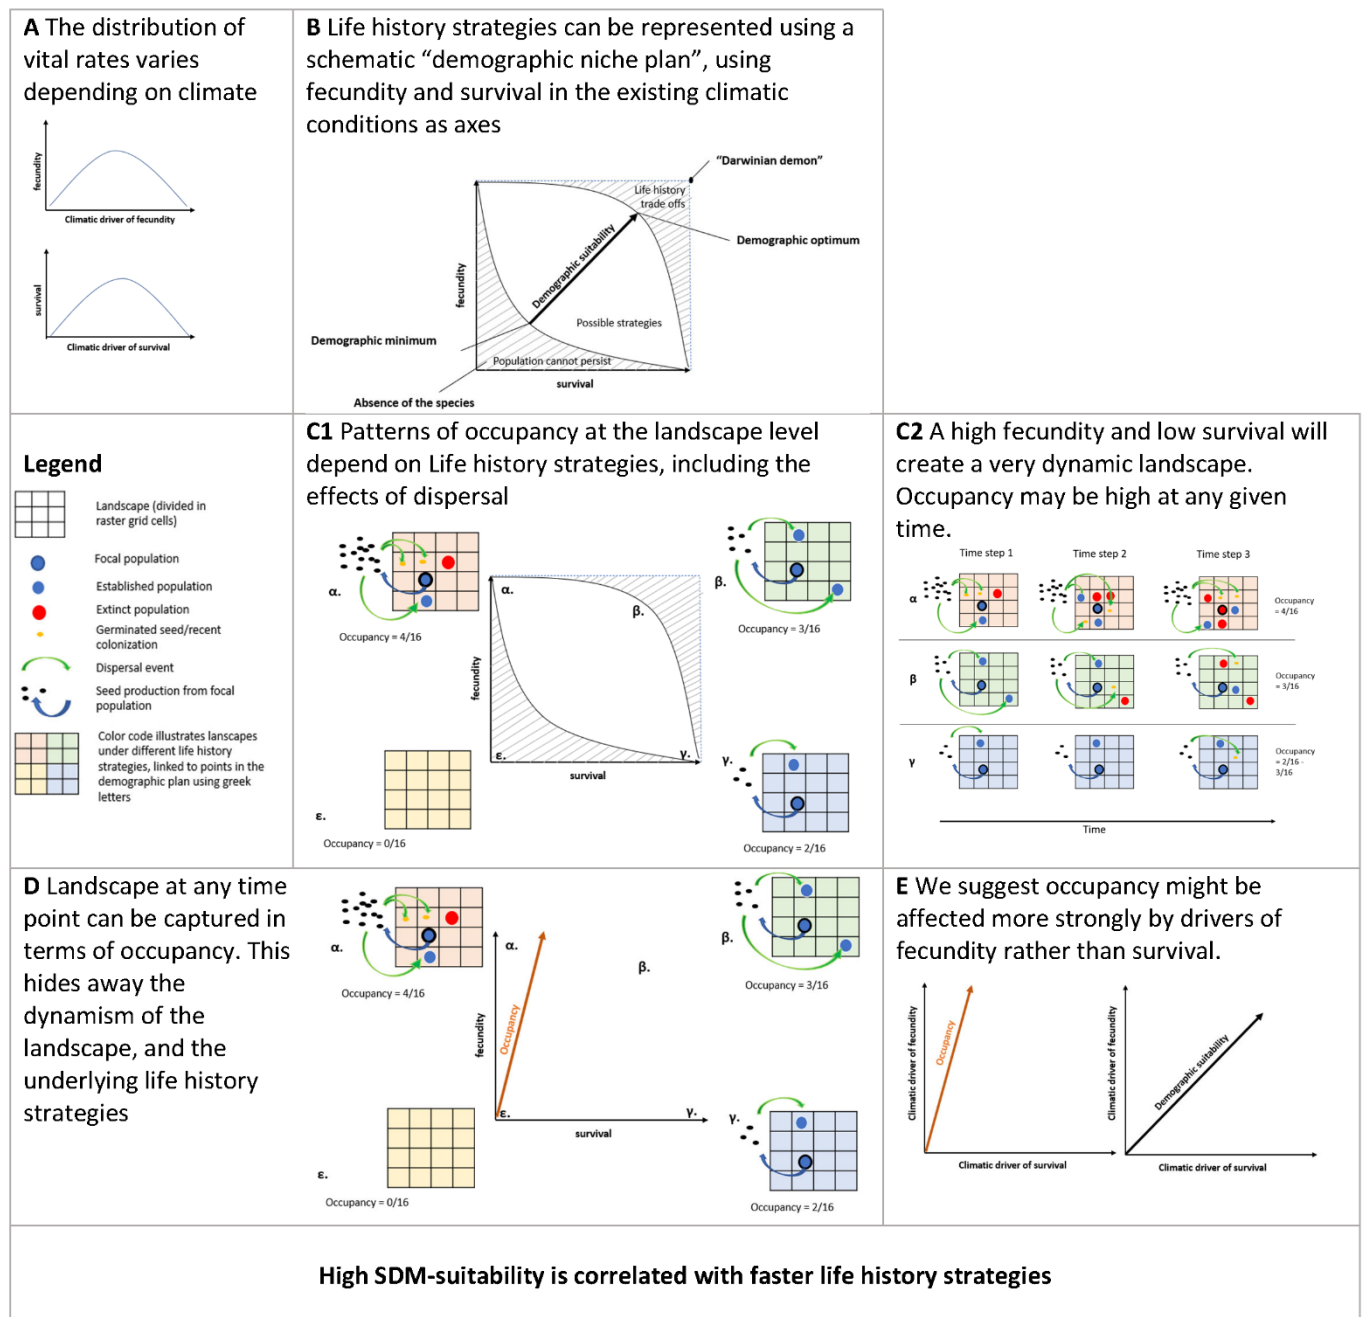 A The distribution of
vital rates varies
depending on climate
fecundity
Climatic driver of fecundity
survival
Climatic driver of survival
B Life history strategies can be represented using a
schematic “demographic niche plan”, using
fecundity and survival in the existing climatic
conditions as axes
“Darwinian demon”
Life history
trade offs
Demographic optimum
Demographic suitability
fecundity
Possible strategies
Demographic minimum
Population cannot persist
survival
Absence of the species
Legend
Landscape (divided in
raster grid cells)
Focal population
Established population
Extinct population
Germinated seed/recent
colonization
Dispersal event
Seed production from focal
population
Color code illustrates lanscapes
under different life history
strategies, linked to points in the
demographic plan using greek
letters
C1 Patterns of occupancy at the landscape level
depend on Life history strategies, including the
effects of dispersal
α.
Occupancy = 4/16
β.
Occupancy = 3/16
α.
β.
fecundity
ε.
γ.
survival
ε.
Occupancy = 0/16
γ.
Occupancy = 2/16
C2 A high fecundity and low survival will
create a very dynamic landscape.
Occupancy may be high at any given
time.
Time step 1
Time step 2
Time step 3
α
Occupancy
= 4/16
β
Occupancy
= 3/16
γ
Occupancy
= 2/16 -
3/16
Time
D Landscape at any time
point can be captured in
terms of occupancy. This
hides away the
dynamism of the
landscape, and the
underlying life history
strategies
α.
Occupancy = 4/16
β.
Occupancy = 3/16
α.
β.
fecundity
Occupancy
ε.
γ.
survival
ε.
Occupancy = 0/16
γ.
Occupancy = 2/16
E We suggest occupancy might be
affected more strongly by drivers of
fecundity rather than survival.
Climatic driver of fecundity
Occupancy
Climatic driver of survival
Climatic driver of fecundity
Demographic suitability
Climatic driver of survival
High SDM-suitability is correlated with faster life history strategies